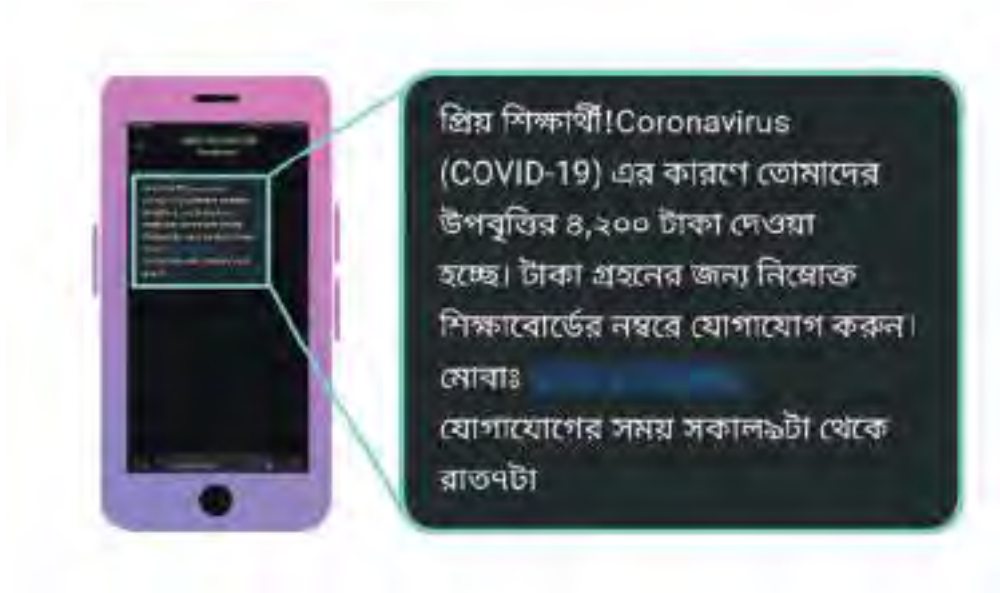 প্রিয় শিক্ষার্থী!Coronavirus
(COVID-19) এর কারণে তোমাদের
উপবৃত্তির ৪,২০০ টাকা দেওয়া
হচ্ছে। টাকা গ্রহনের জন্য নিম্নোক্ত
শিক্ষাবোর্ডের নম্বরে যোগাযোগ করুন।
মোবাঃ
যোগাযোগের সময় সকাল৯টা থেকে
রাত৭টা